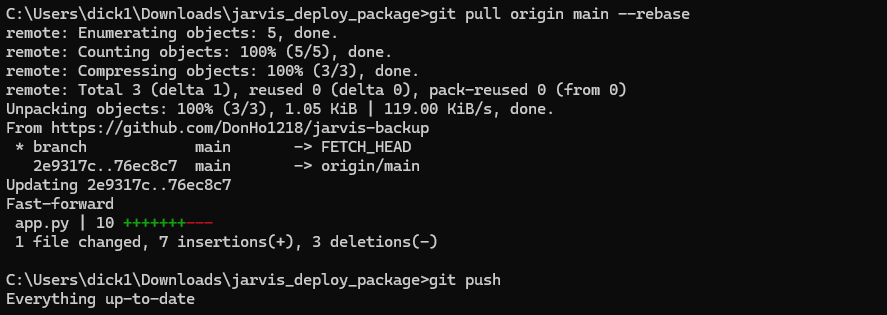 C:\Users\dick1\Downloads\jarvis_deploy_package>git pull origin main --rebase
remote: Enumerating objects: 5, done.
remote: Counting objects: 100% (5/5), done.
remote: Compressing objects: 100% (3/3), done.
remote: Total 3 (delta 1), reused 0 (delta 0), pack-reused 0 (from 0)
Unpacking objects: 100% (3/3), 1.05 KiB | 119.00 KiB/s, done.
From https://github.com/DonHo1218/jarvis-backup
 * branch            main       -> FETCH_HEAD
   2e9317c..76ec8c7  main       -> origin/main
Updating 2e9317c..76ec8c7
Fast-forward
 app.py | 10 +++++++---
 1 file changed, 7 insertions(+), 3 deletions(-)
C:\Users\dick1\Downloads\jarvis_deploy_package>git push
Everything up-to-date